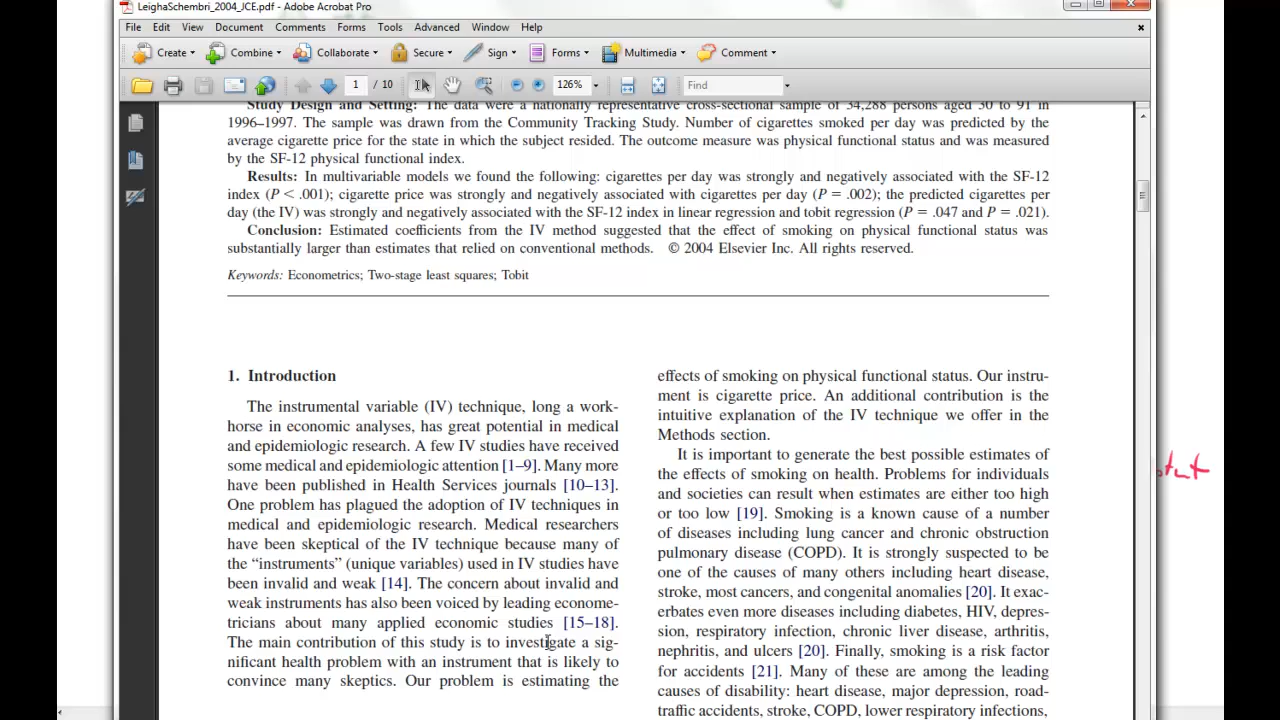 LeighaSchembri_2004_JCE.pdf - Adobe Acrobat Pro
File Edit View Document Comments Forms Tools Advanced Window Help
Create Combine Collaborate Secure Sign Forms Multimedia Comment
1 / 10 126% Find
Study Design and Setting: The data were a nationally representative cross-sectional sample of 34,288 persons aged 30 to 91 in
1996–1997. The sample was drawn from the Community Tracking Study. Number of cigarettes smoked per day was predicted by the
average cigarette price for the state in which the subject resided. The outcome measure was physical functional status and was measured
by the SF-12 physical functional index.
Results: In multivariable models we found the following: cigarettes per day was strongly and negatively associated with the SF-12
index (P < .001); cigarette price was strongly and negatively associated with cigarettes per day (P = .002); the predicted cigarettes per
day (the IV) was strongly and negatively associated with the SF-12 index in linear regression and tobit regression (P = .047 and P = .021).
Conclusion: Estimated coefficients from the IV method suggested that the effect of smoking on physical functional status was
substantially larger than estimates that relied on conventional methods. © 2004 Elsevier Inc. All rights reserved.
Keywords: Econometrics; Two-stage least squares; Tobit
1. Introduction
The instrumental variable (IV) technique, long a work-
horse in economic analyses, has great potential in medical
and epidemiologic research. A few IV studies have received
some medical and epidemiologic attention [1–9]. Many more
have been published in Health Servis journals [10–13].
One problem has plagued the adoption of IV techniques in
medical and epidemiologic research. Medical researchers
have been skeptical of the IV technique because many of
the “instruments” (unique variables) used in IV studies have
been invalid and weak [14]. The concern about invalid and
weak instruments has also been voiced by leading econome-
tricians about many applied economic studies [15–18].
The main contribution of this study is to investigate a sig-
nificant health problem with an instrument that is likely to
convince many skeptics. Our problem is estimating the
effects of smoking on physical functional status. Our instru-
ment is cigarette price. An additional contribution is the
intuitive explanation of the IV technique we offer in the
Methods section.
It is important to generate the best possible estimates of
the effects of smoking on health. Problems for individuals
and societies can result when estimates are either too high
or too low [19]. Smoking is a known cause of a number
of diseases including lung cancer and chronic obstruction
pulmonary disease (COPD). It is strongly suspected to be
one of the causes of many others including heart disease,
stroke, most cancers, and congenital anomalies [20]. It exac-
erbates even more diseases including diabetes, HIV, depres-
sion, respiratory infection, chronic liver disease, arthritis,
nephritis, and ulcers [20]. Finally, smoking is a risk factor
for accidents [21]. Many of these are among the leading
causes of disability: heart disease, major depression, road-
traffic accidents, stroke, COPD, lower respiratory infections,